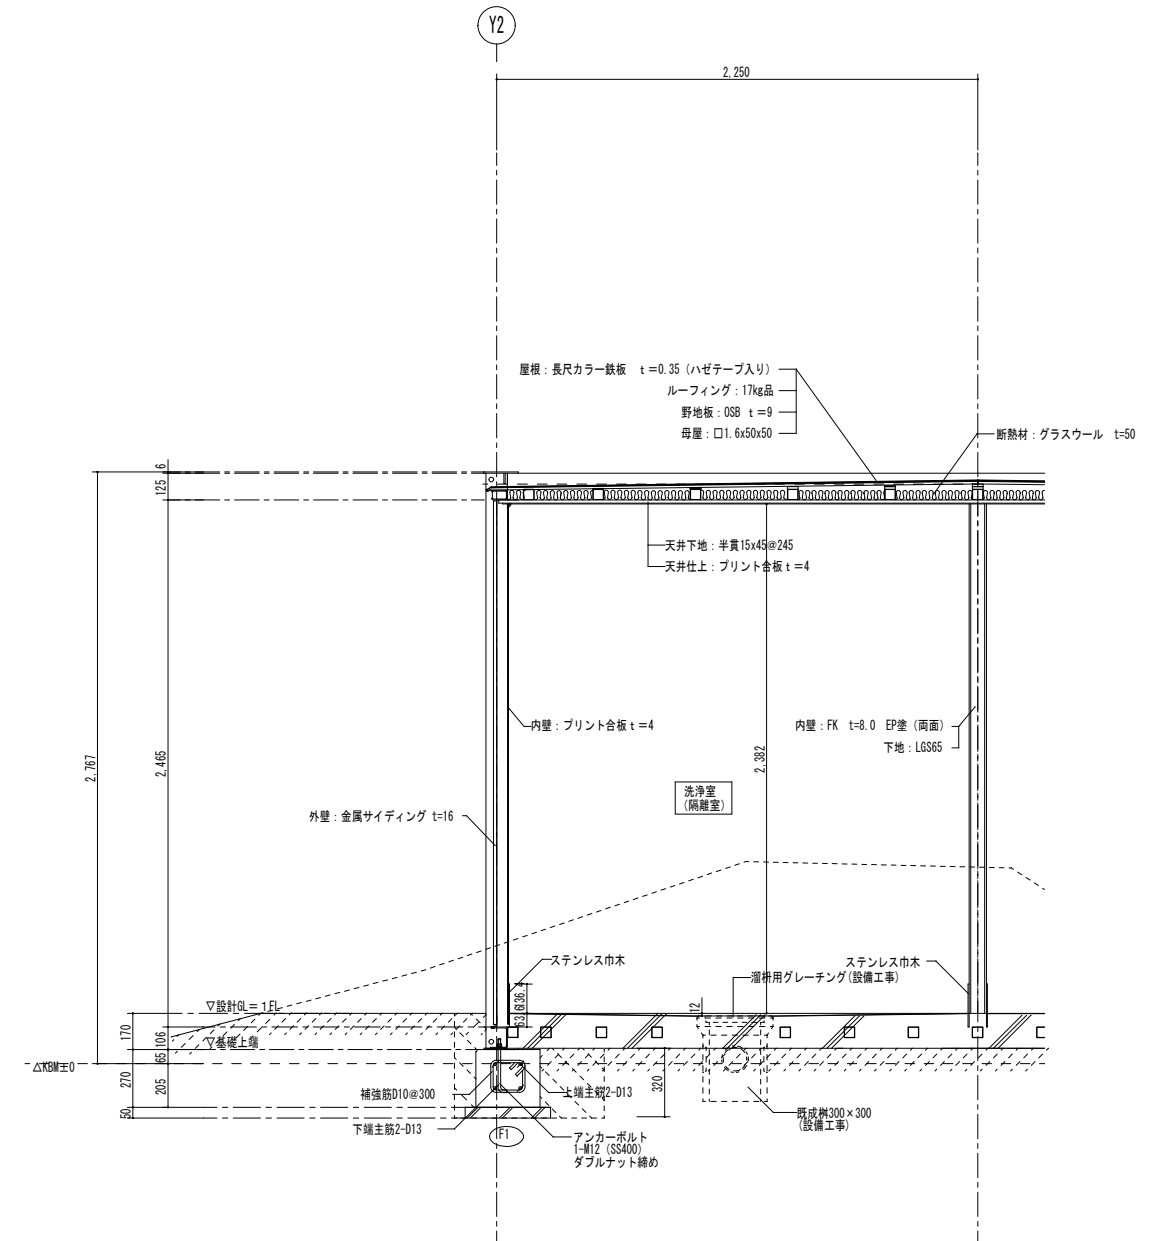 Y2
2,250
屋根：長尺カラー鉄板　t＝0.35（ハゼテープ入り）
ルーフィング：17kg品
野地板：OSB　t＝9
母屋：□1.6x50x50
断熱材：グラスウール　t=50
6
125
天井下地：半貫15x45@245
天井仕上：プリント合板t＝4
内壁：プリント合板t＝4
内壁：FK　t=8.0　EP塗（両面）
下地：LGS65
2,767
2,465
2,382
洗浄室
（隔離室）
外壁：金属サイディング t=16
ステンレス巾木
ステンレス巾木
溜枡用グレーチング(設備工事)
136.4
63.6
12
▽設計GL＝1FL
170
106
▽基礎上端
65
△KBM±0
270
205
50
320
補強筋D10@300
上端主筋2-D13
下端主筋2-D13
F1
アンカーボルト
1-M12（SS400）
ダブルナット締め
既成桝300×300
(設備工事)